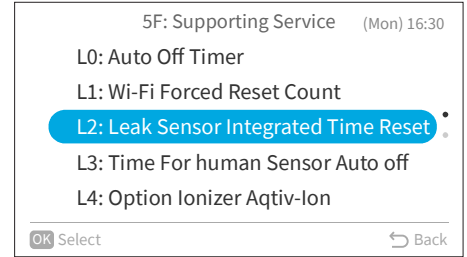 5F: Supporting Service (Mon) 16:30
L0: Auto Off Timer
L1: Wi-Fi Forced Reset Count
L2: Leak Sensor Integrated Time Reset
L3: Time For human Sensor Auto off
L4: Option Ionizer Aqtiv-Ion
OK Select Back